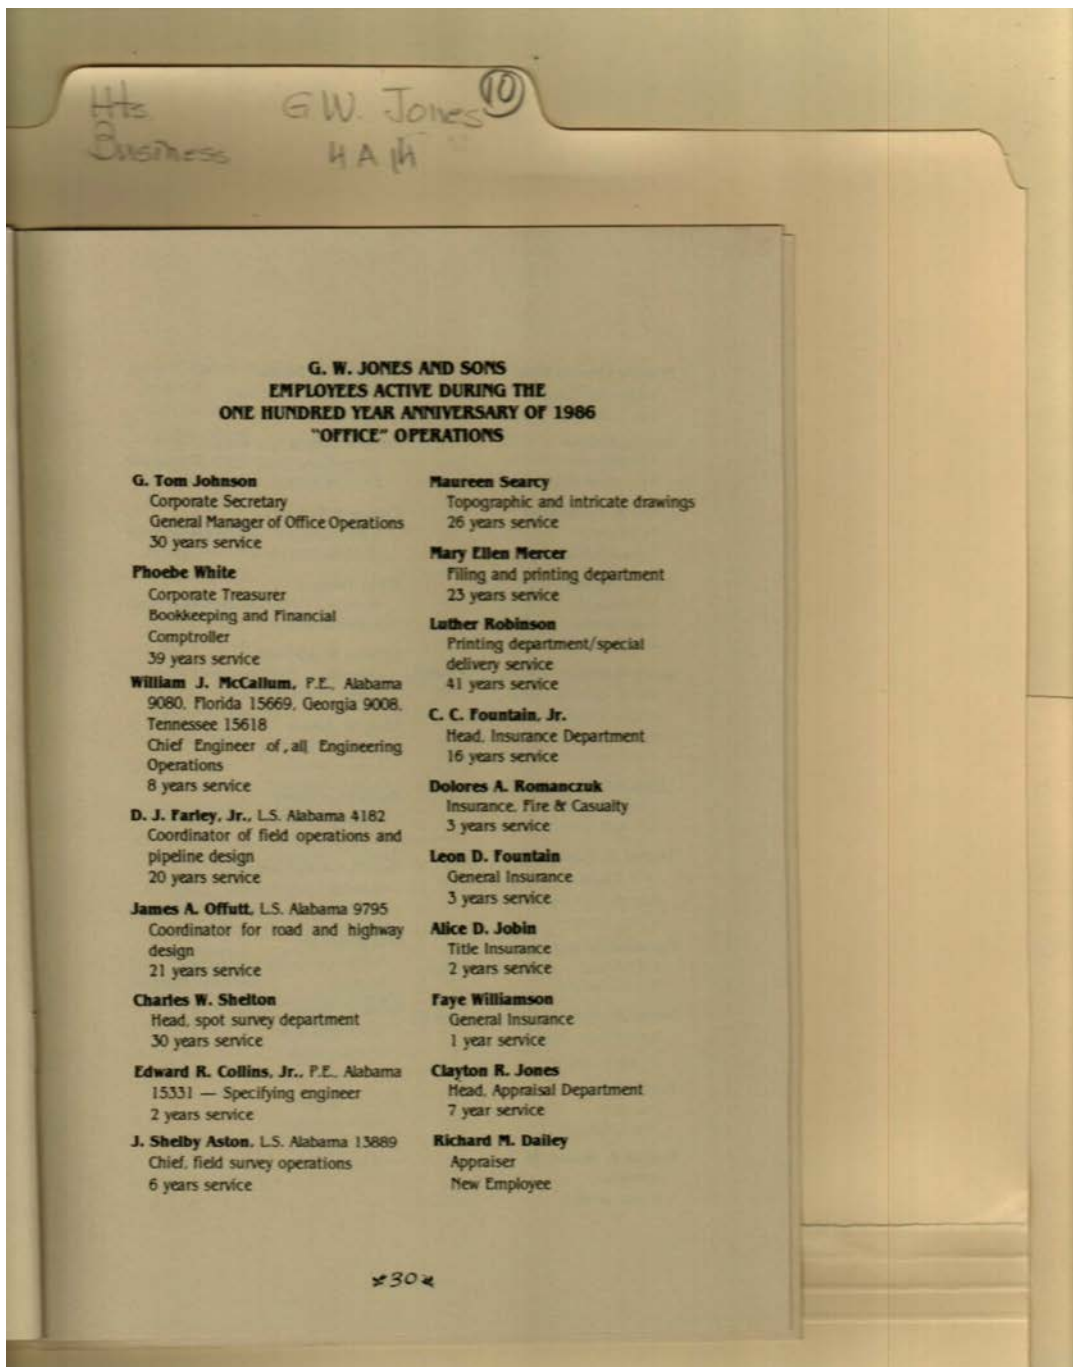 Hts G W. Jones 10
Business HAM
G. W. JONES AND SONS
EMPLOYEES ACTIVE DURING THE
ONE HUNDRED YEAR ANNIVERSARY OF 1986
"OFFICE" OPERATIONS
G. Tom Johnson
Corporate Secretary
General Manager of Office Operations
30 years service
Phoebe White
Corporate Treasurer
Bookkeeping and Financial
Comptroller
39 years service
William J. McCallum, P.E., Alabama
9080, Florida 15669, Georgia 9008,
Tennessee 15618
Chief Engineer of all Engineering
Operations
8 years service
D. J. Farley, Jr., L.S. Alabama 4182
Coordinator of field operations and
pipeline design
20 years service
James A. Offutt, L.S. Alabama 9795
Coordinator for road and highway
design
21 years service
Charles W. Shelton
Head, spot survey department
30 years service
Edward R. Collins, Jr., P.E., Alabama
15331 — Specifying engineer
2 years service
J. Shelby Aston, L.S. Alabama 13889
Chief, field survey operations
6 years service
Maureen Searcy
Topographic and intricate drawings
26 years service
Mary Ellen Mercer
Filing and printing department
23 years service
Luther Robinson
Printing department/special
delivery service
41 years service
C. C. Fountain, Jr.
Head, Insurance Department
16 years service
Dolores A. Romanczuk
Insurance, Fire & Casualty
3 years service
Leon D. Fountain
General Insurance
3 years service
Alice D. Jobin
Title Insurance
2 years service
Faye Williamson
General Insurance
1 year service
Clayton R. Jones
Head, Appraisal Department
7 year service
Richard M. Dailey
Appraiser
New Employee
30